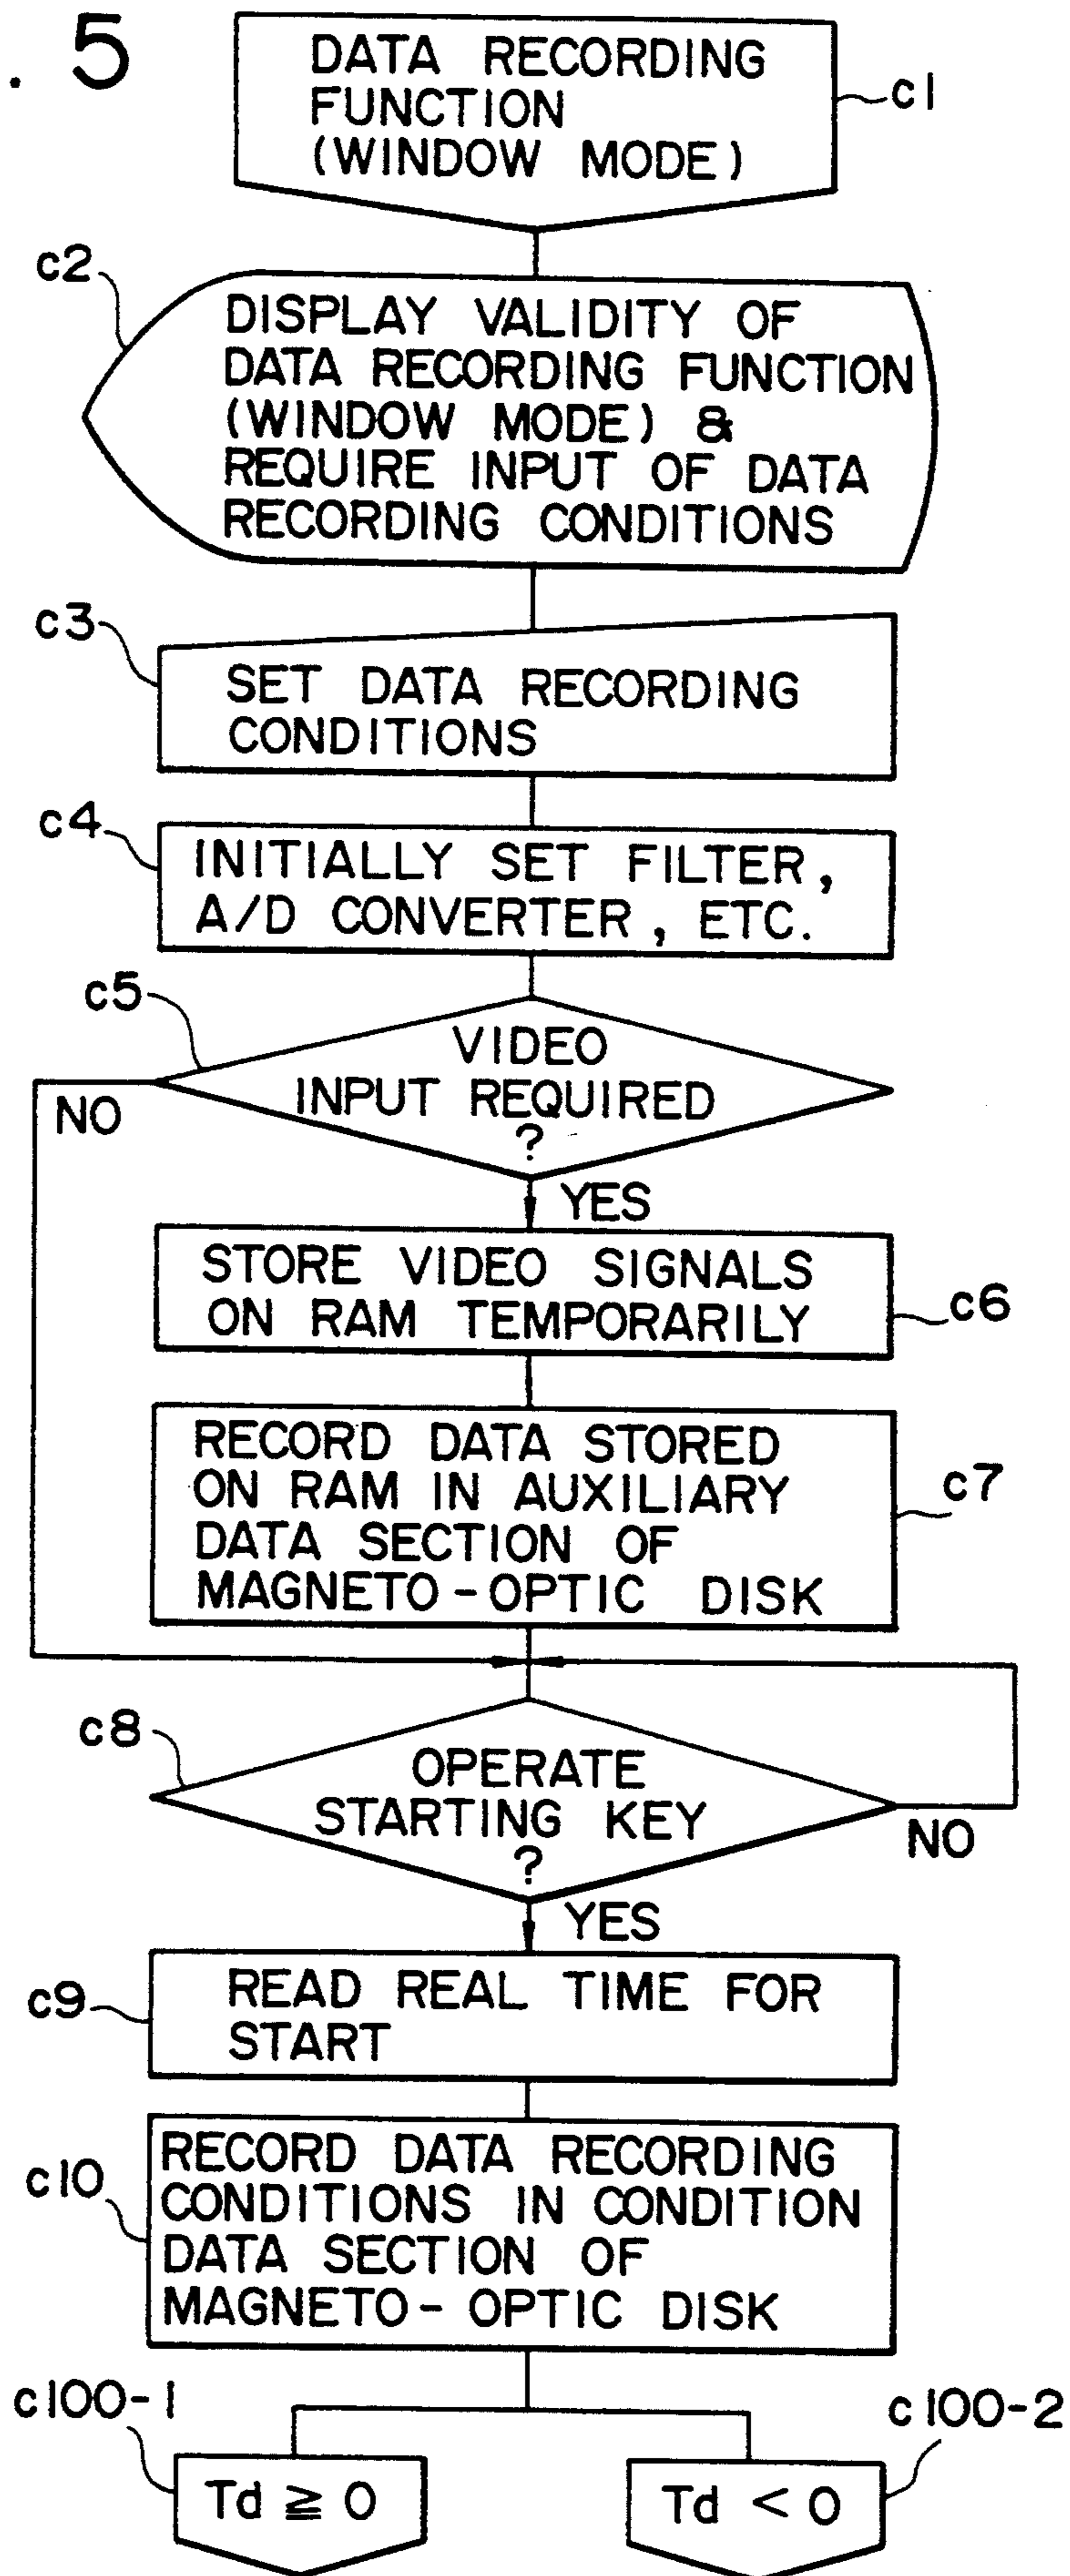 . 5
DATA RECORDING
FUNCTION
(WINDOW MODE)
c1
c2
DISPLAY VALIDITY OF
DATA RECORDING FUNCTION
(WINDOW MODE) &
REQUIRE INPUT OF DATA
RECORDING CONDITIONS
c3
SET DATA RECORDING
CONDITIONS
c4
INITIALLY SET FILTER,
A/D CONVERTER, ETC.
c5
VIDEO
INPUT REQUIRED
?
NO
YES
STORE VIDEO SIGNALS
ON RAM TEMPORARILY
c6
RECORD DATA STORED
ON RAM IN AUXILIARY
DATA SECTION OF
MAGNETO-OPTIC DISK
c7
c8
OPERATE
STARTING KEY
?
NO
YES
c9
READ REAL TIME FOR
START
c10
RECORD DATA RECORDING
CONDITIONS IN CONDITION
DATA SECTION OF
MAGNETO-OPTIC DISK
c100-1
c100-2
Td ≧ 0
Td < 0